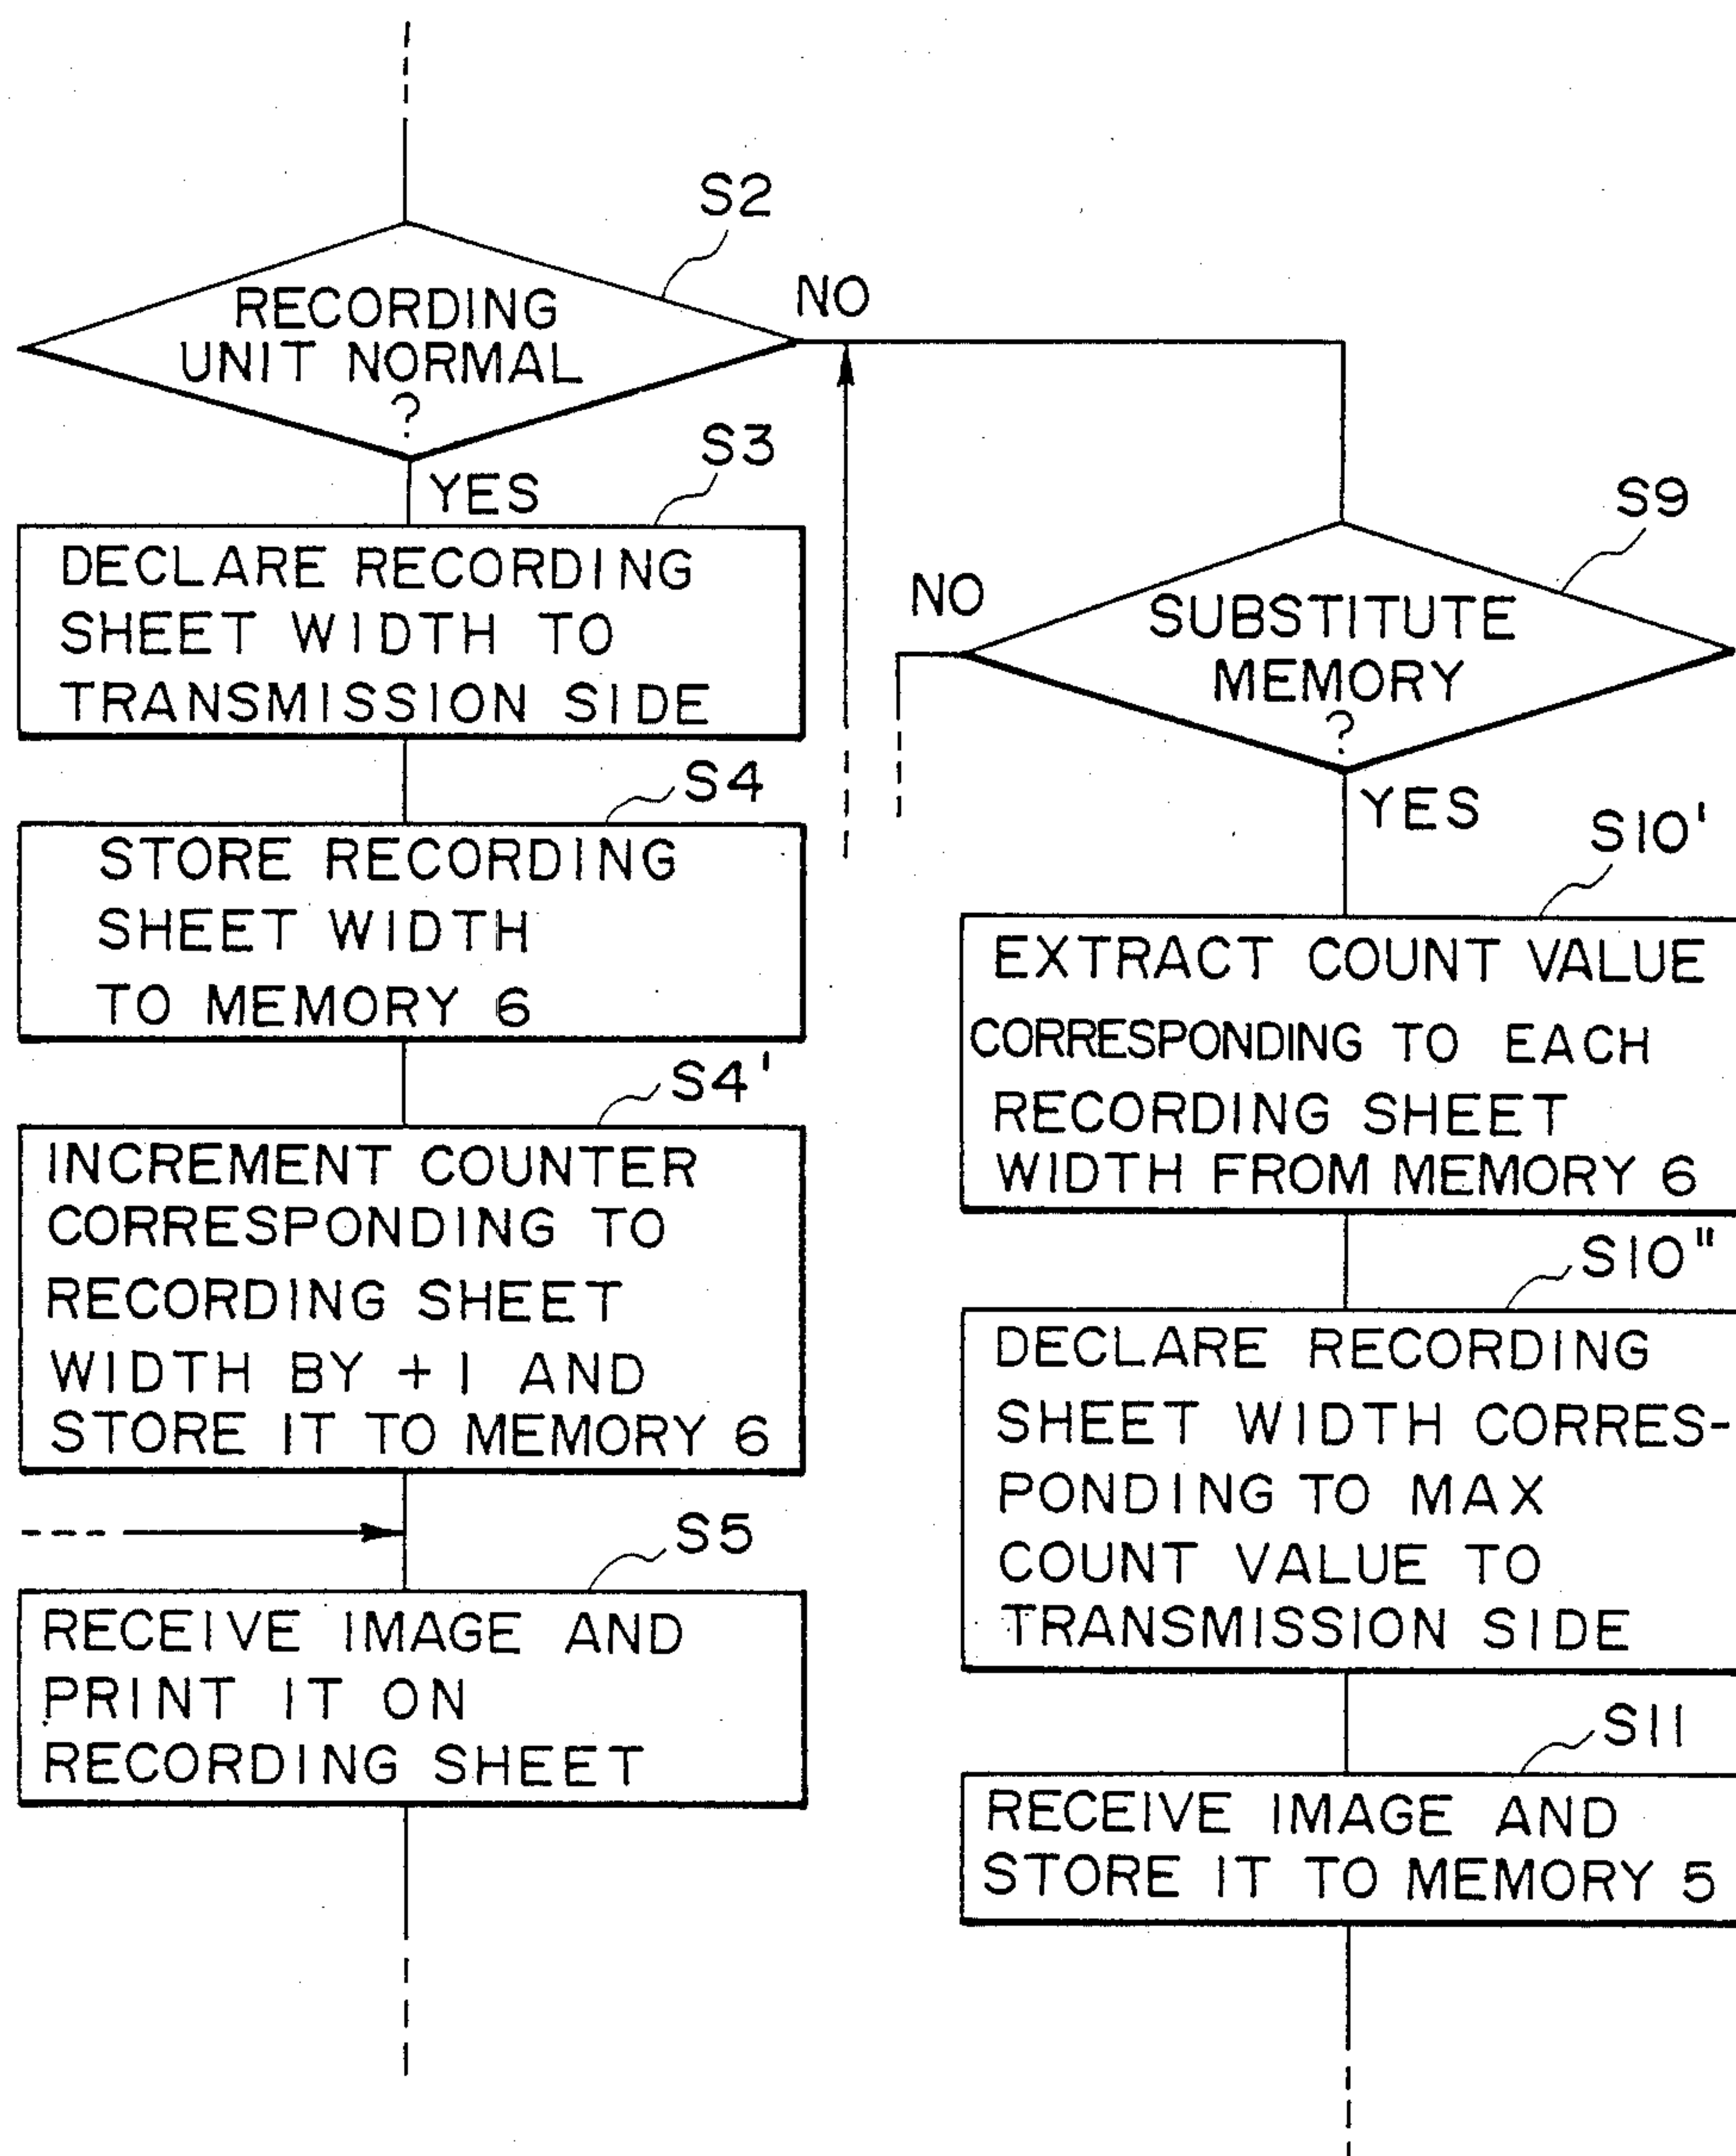 S2
RECORDING
UNIT NORMAL
?
NO
YES
S3
DECLARE RECORDING
SHEET WIDTH TO
TRANSMISSION SIDE
S4
STORE RECORDING
SHEET WIDTH
TO MEMORY 6
S4'
INCREMENT COUNTER
CORRESPONDING TO
RECORDING SHEET
WIDTH BY +1 AND
STORE IT TO MEMORY 6
S5
RECEIVE IMAGE AND
PRINT IT ON
RECORDING SHEET
S9
NO
SUBSTITUTE
MEMORY
?
YES
S10'
EXTRACT COUNT VALUE
CORRESPONDING TO EACH
RECORDING SHEET
WIDTH FROM MEMORY 6
S10"
DECLARE RECORDING
SHEET WIDTH CORRES-
PONDING TO MAX
COUNT VALUE TO
TRANSMISSION SIDE
S11
RECEIVE IMAGE AND
STORE IT TO MEMORY 5